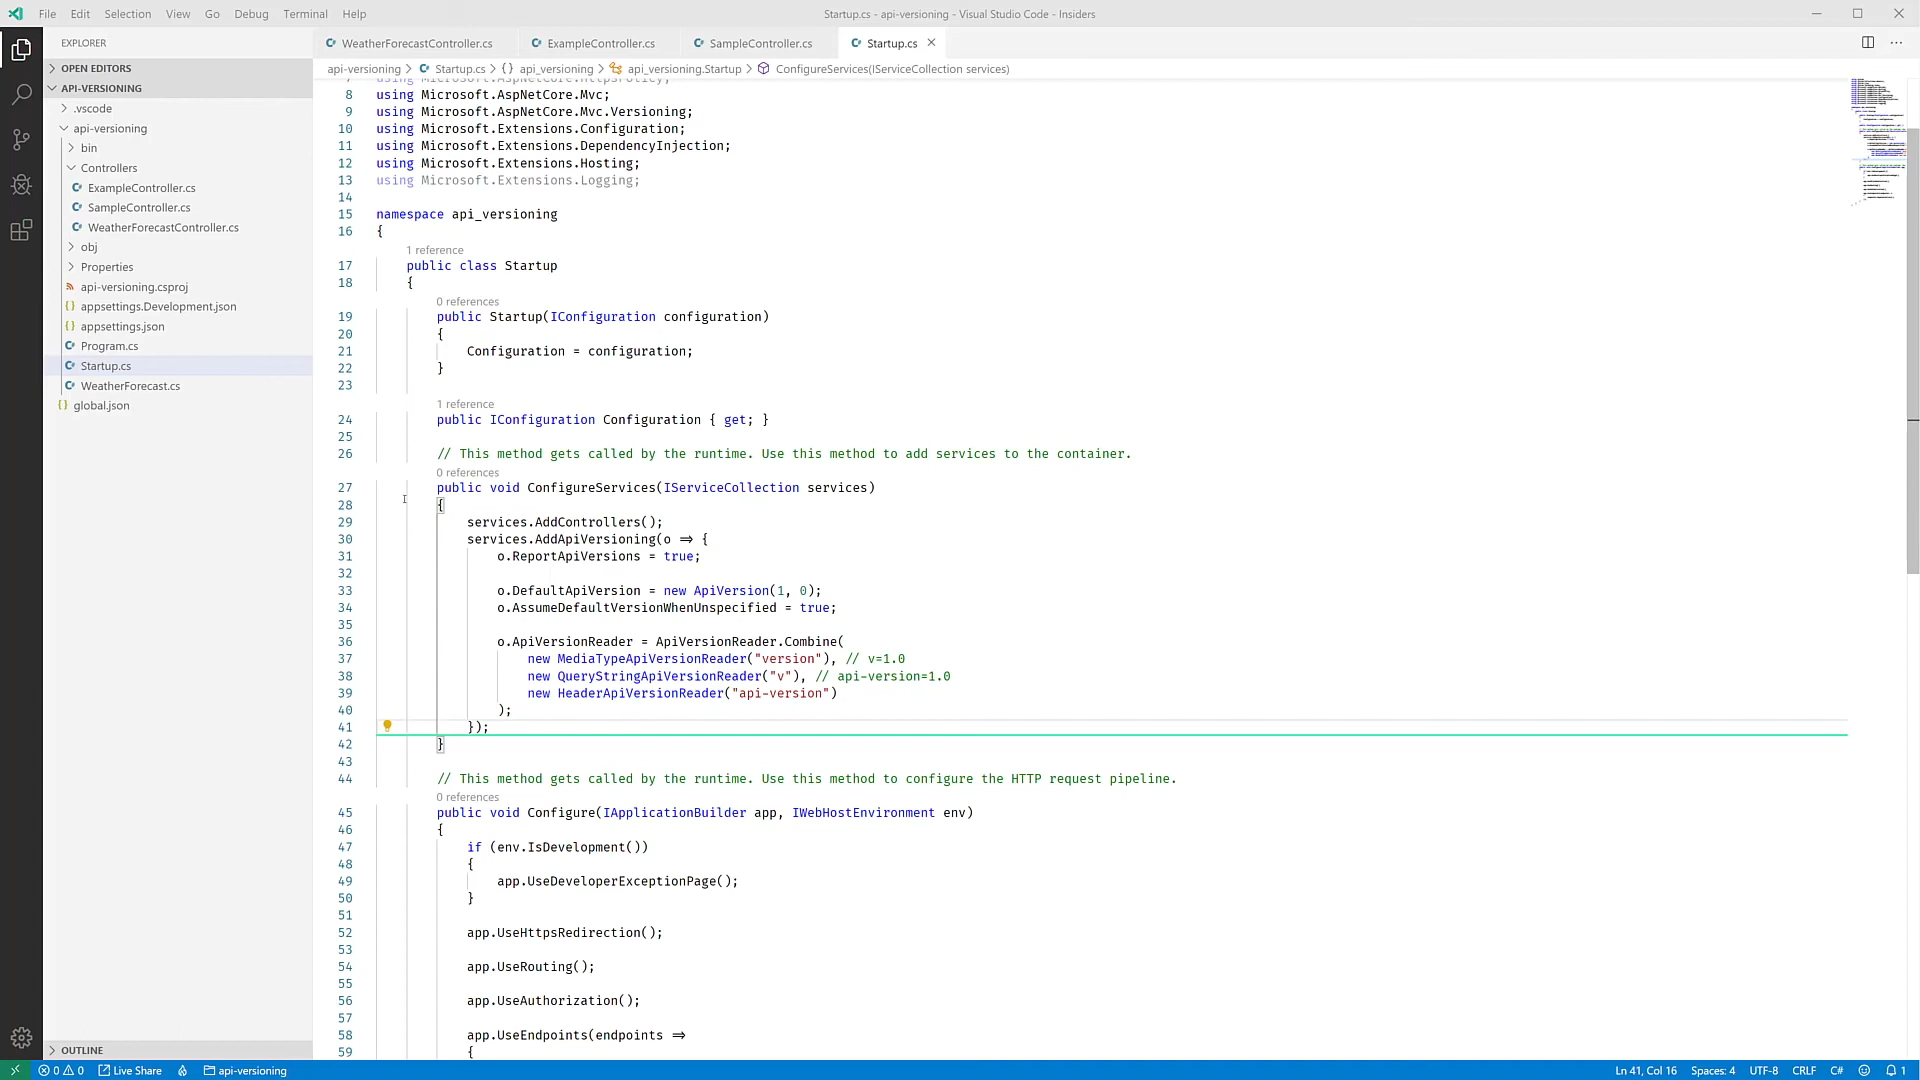 File Edit Selection View Go Debug Terminal Help
Startup.cs - api-versioning - Visual Studio Code - Insiders
EXPLORER
OPEN EDITORS
API-VERSIONING
.vscode
api-versioning
bin
Controllers
ExampleController.cs
SampleController.cs
WeatherForecastController.cs
obj
Properties
api-versioning.csproj
appsettings.Development.json
appsettings.json
Program.cs
Startup.cs
WeatherForecast.cs
global.json
OUTLINE
WeatherForecastController.cs ExampleController.cs SampleController.cs Startup.cs
api-versioning > Startup.cs > {} api_versioning > api_versioning.Startup > ConfigureServices(IServiceCollection services)
using Microsoft.AspNetCore.HttpsPolicy;
8 using Microsoft.AspNetCore.Mvc;
9 using Microsoft.AspNetCore.Mvc.Versioning;
10 using Microsoft.Extensions.Configuration;
11 using Microsoft.Extensions.DependencyInjection;
12 using Microsoft.Extensions.Hosting;
13 using Microsoft.Extensions.Logging;
14
15 namespace api_versioning
16 {
1 reference
17 public class Startup
18 {
0 references
19 public Startup(IConfiguration configuration)
20 {
21 Configuration = configuration;
22 }
23
1 reference
24 public IConfiguration Configuration { get; }
25
26 // This method gets called by the runtime. Use this method to add services to the container.
0 references
27 public void ConfigureServices(IServiceCollection services)
28 {
29 services.AddControllers();
30 services.AddApiVersioning(o => {
31 o.ReportApiVersions = true;
32
33 o.DefaultApiVersion = new ApiVersion(1, 0);
34 o.AssumeDefaultVersionWhenUnspecified = true;
35
36 o.ApiVersionReader = ApiVersionReader.Combine(
37 new MediaTypeApiVersionReader("version"), // v=1.0
38 new QueryStringApiVersionReader("v"), // api-version=1.0
39 new HeaderApiVersionReader("api-version")
40 );
41 });
42 }
43
44 // This method gets called by the runtime. Use this method to configure the HTTP request pipeline.
0 references
45 public void Configure(IApplicationBuilder app, IWebHostEnvironment env)
46 {
47 if (env.IsDevelopment())
48 {
49 app.UseDeveloperExceptionPage();
50 }
51
52 app.UseHttpsRedirection();
53
54 app.UseRouting();
55
56 app.UseAuthorization();
57
58 app.UseEndpoints(endpoints =>
59 {
0 0 Live Share api-versioning Ln 41, Col 16 Spaces: 4 UTF-8 CRLF C# 1